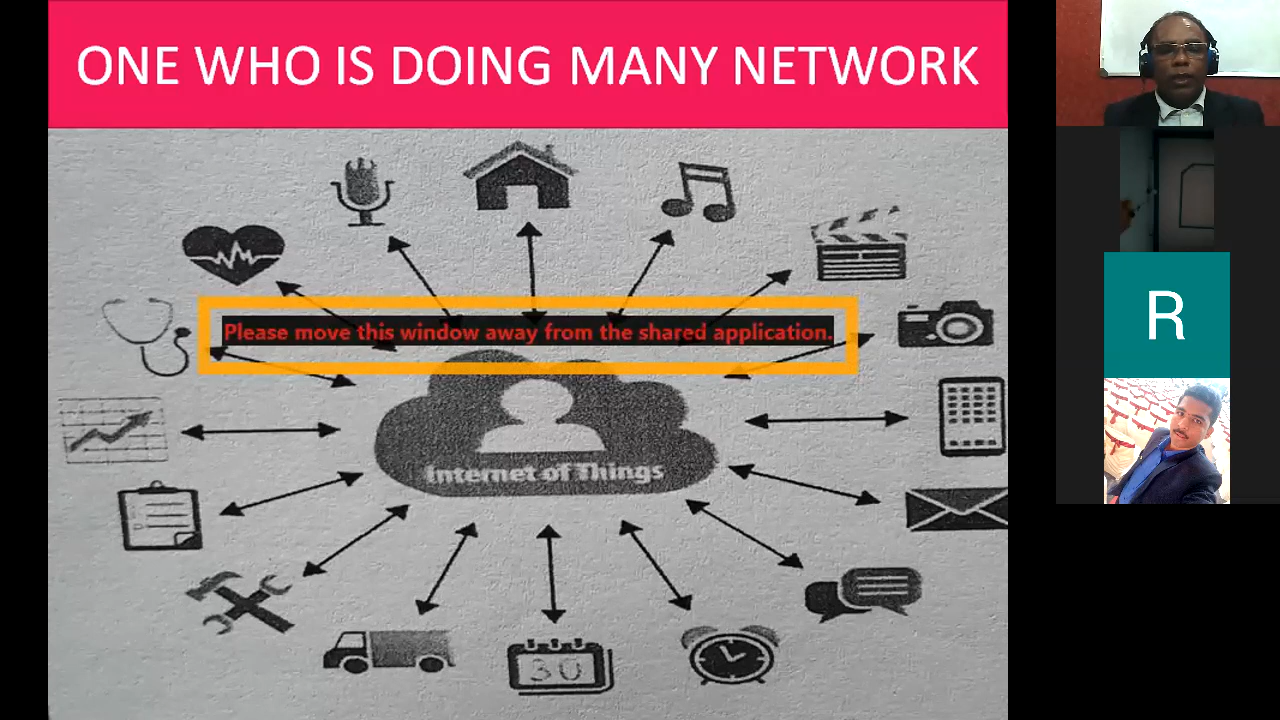 ONE WHO IS DOING MANY NETWORK
Please move this window away from the shared application.
Internet of Things
30
R